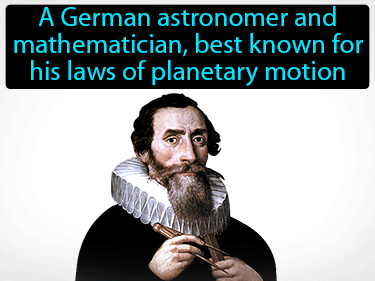 A German astronomer and
mathematician, best known for
his laws of planetary motion